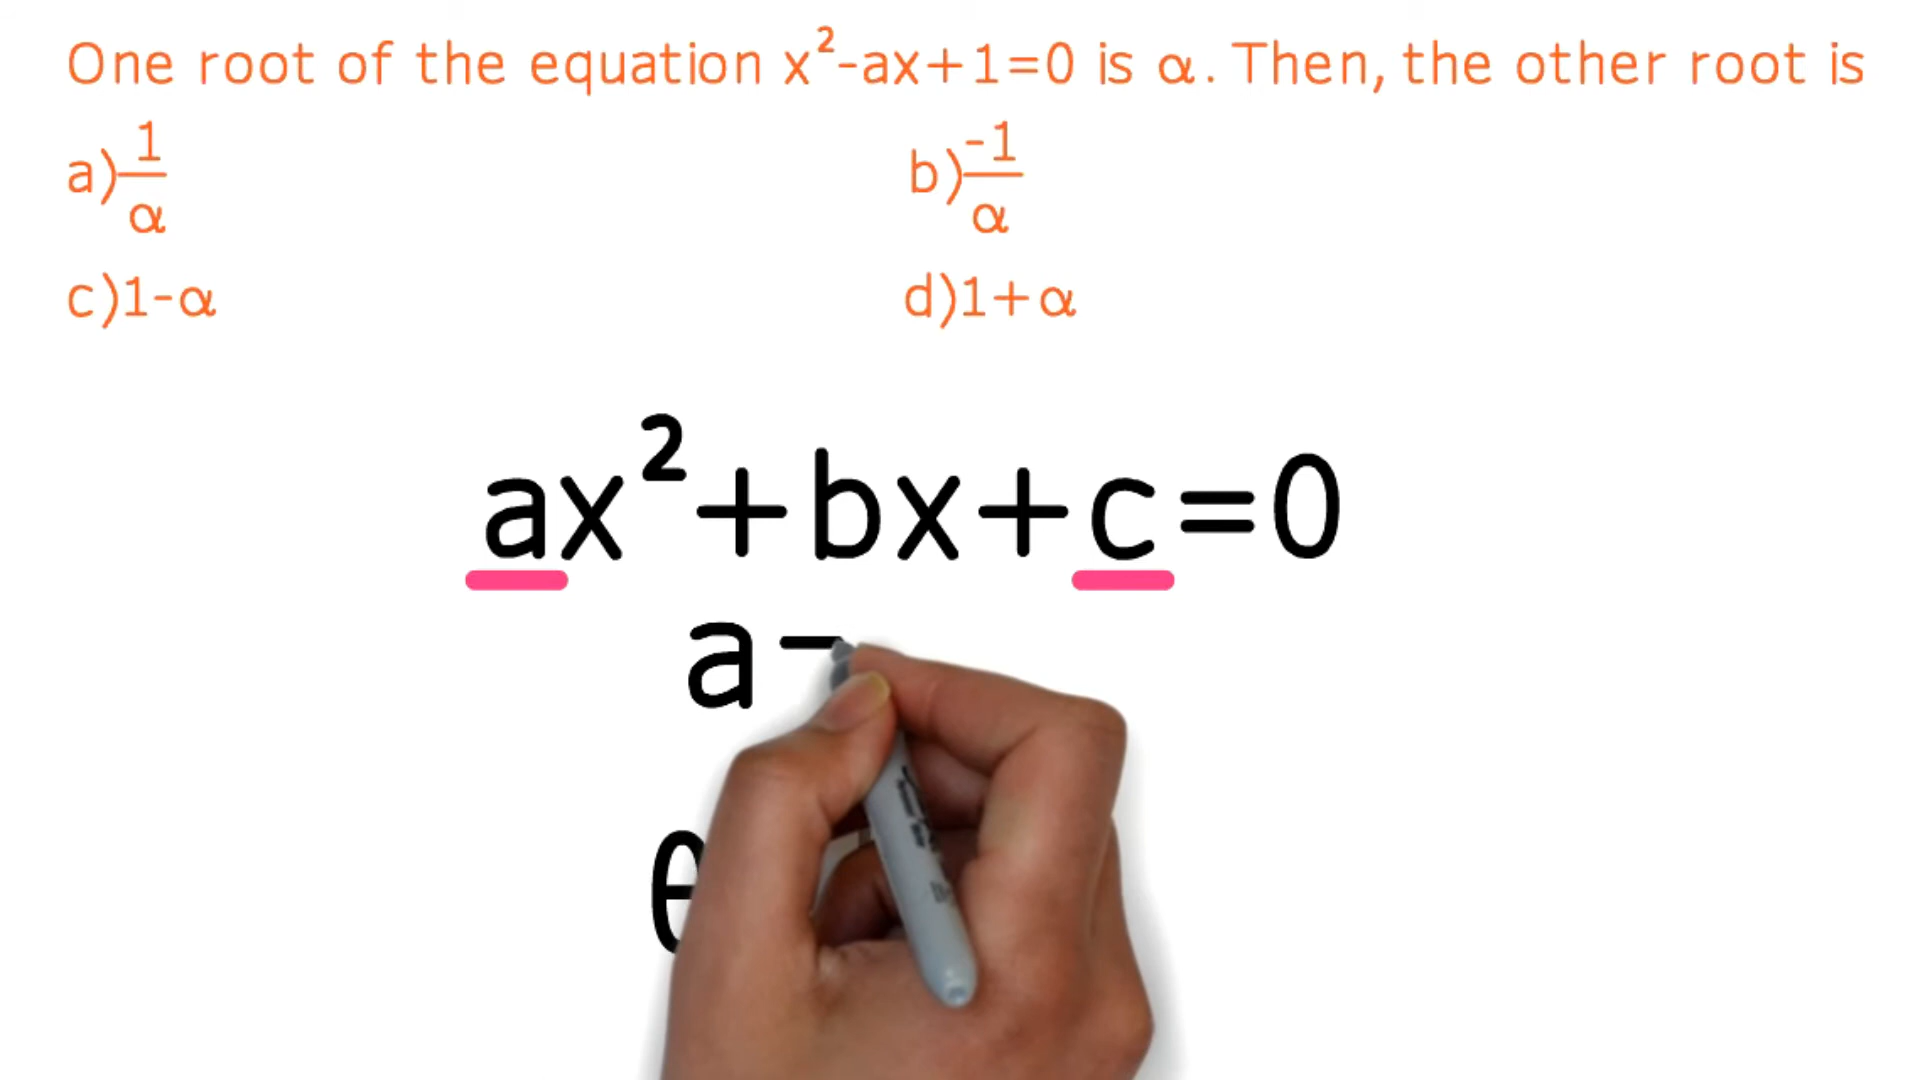 One root of the equation x²-ax+1=0 is α. Then, the other root is
a) 1/α b) -1/α
c)1-α d)1+α
ax²+bx+c=0
a
θ